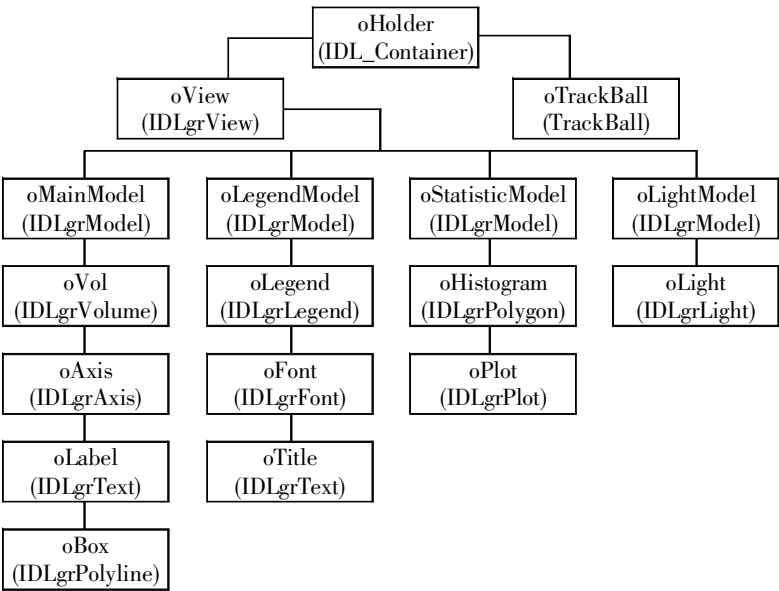 oHolder
(IDL_Container)
oView
(IDLgrView)
oTrackBall
(TrackBall)
oMainModel
(IDLgrModel)
oLegendModel
(IDLgrModel)
oStatisticModel
(IDLgrModel)
oLightModel
(IDLgrModel)
oVol
(IDLgrVolume)
oLegend
(IDLgrLegend)
oHistogram
(IDLgrPolygon)
oLight
(IDLgrLight)
oAxis
(IDLgrAxis)
oFont
(IDLgrFont)
oPlot
(IDLgrPlot)
oLabel
(IDLgrText)
oTitle
(IDLgrText)
oBox
(IDLgrPolyline)